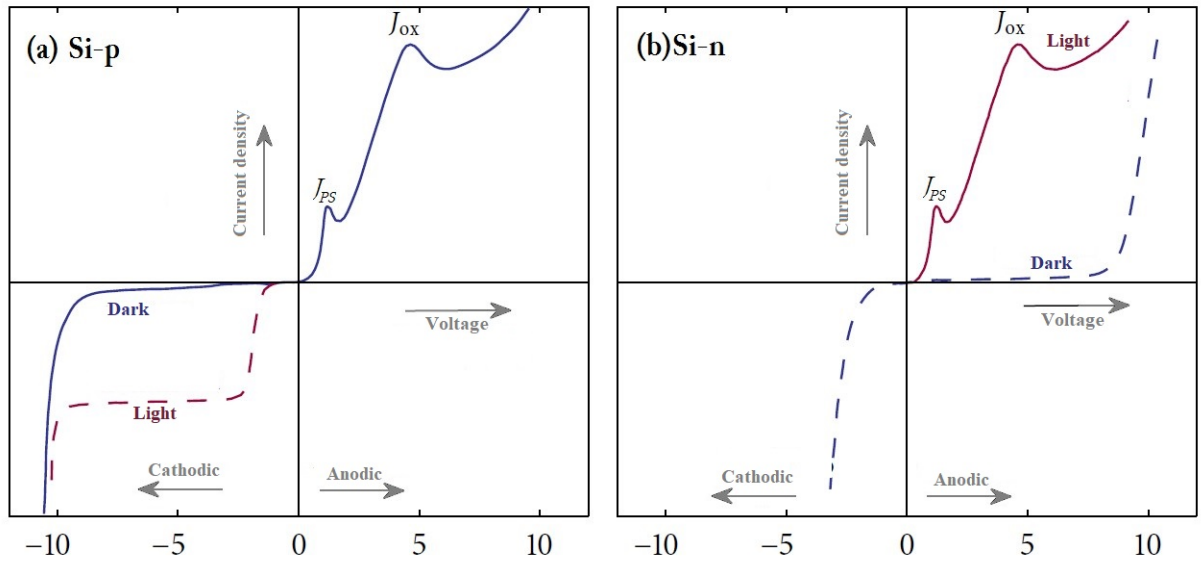 (a) Si-p
J_ox
J_PS
Current density
Dark
Light
Voltage
Cathodic
Anodic
−10 −5 0 5 10
(b)Si-n
J_ox
Light
J_PS
Current density
Dark
Voltage
Cathodic
Anodic
−10 −5 0 5 10